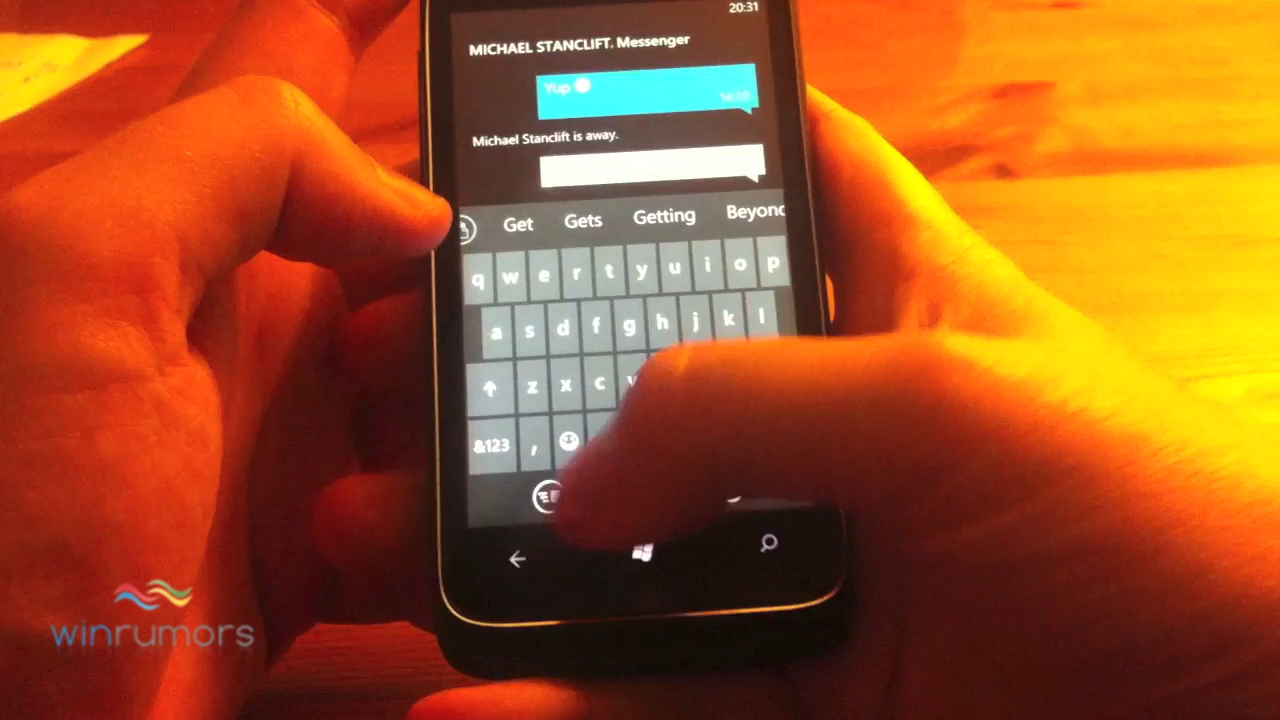 20:31
MICHAEL STANCLIFT, Messenger
Yup
Michael Stanclift is away.
Get Gets Getting Beyond
q w e r t y u i o p
a s d f g h j k l
z x c
&123 ,
winrumors